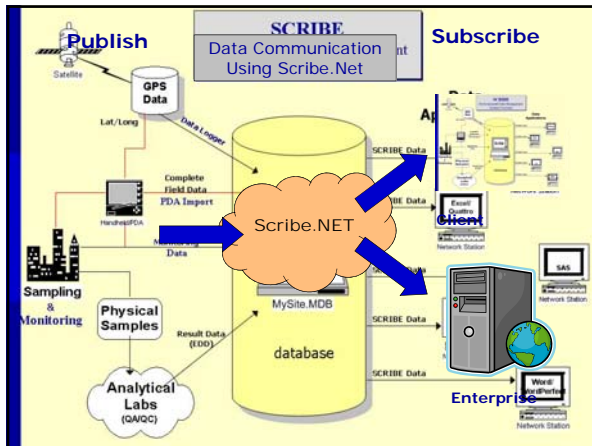 Publish
SCRIBE
Subscribe
Data Communication
Using Scribe.Net
Satellite
GPS
Data
Lat/Long
Data Logger
SCRIBE Data
Complete
Field Data
PDA Import
Handheld/PDA
SCRIBE Data
Excel/
Quattro
Client
Network Station
Scribe.NET
Monitoring
Data
Sampling
&
Monitoring
Physical
Samples
MySite.MDB
SCRIBE Data
SAS
Network Station
Result Data
(EDD)
SCRIBE Data
database
Analytical
Labs
(QA/QC)
SCRIBE Data
Enterprise
Word/
WordPerfect
Network Station